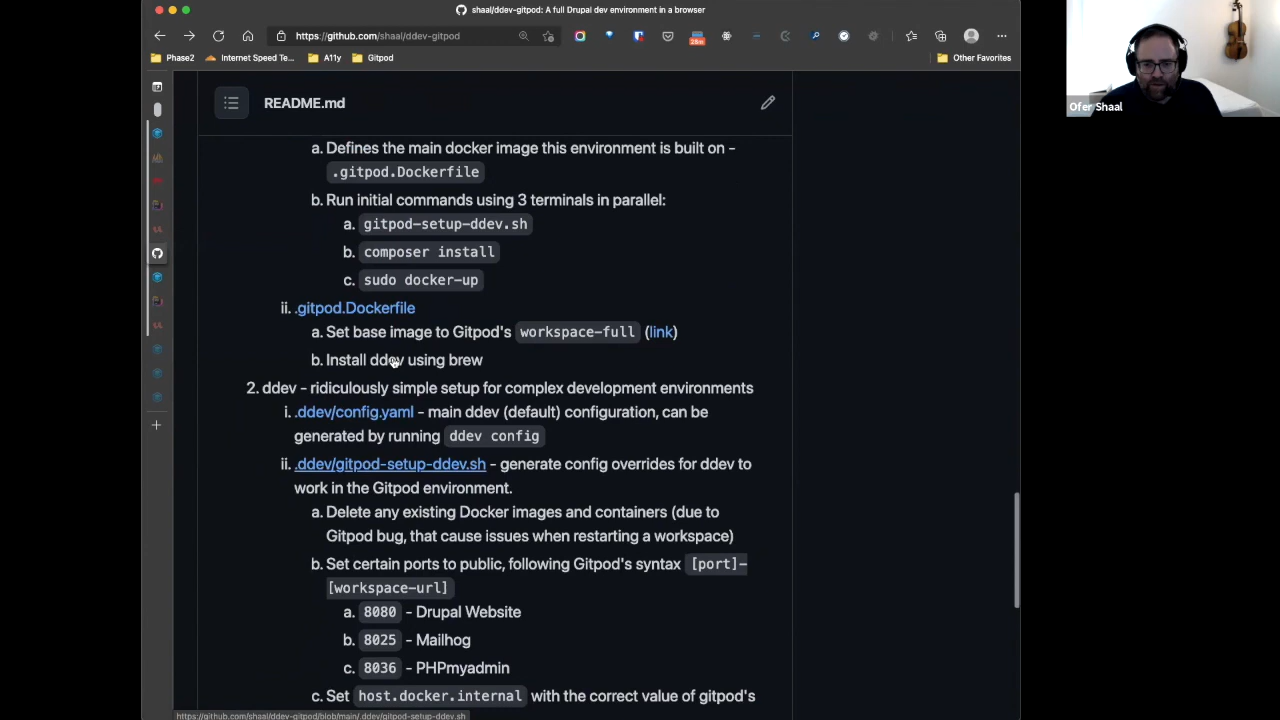 shaal/ddev-gitpod: A full Drupal dev environment in a browser
https://github.com/shaal/ddev-gitpod
28m
Phase2
Internet Speed Te...
A11y
Gitpod
Other Favorites
Ofer Shaal
README.md
a. Defines the main docker image this environment is built on -
.gitpod.Dockerfile
b. Run initial commands using 3 terminals in parallel:
a. gitpod-setup-ddev.sh
b. composer install
c. sudo docker-up
ii. .gitpod.Dockerfile
a. Set base image to Gitpod's workspace-full (link)
b. Install ddev using brew
2. ddev - ridiculously simple setup for complex development environments
i. .ddev/config.yaml - main ddev (default) configuration, can be
generated by running ddev config
ii. .ddev/gitpod-setup-ddev.sh - generate config overrides for ddev to
work in the Gitpod environment.
a. Delete any existing Docker images and containers (due to
Gitpod bug, that cause issues when restarting a workspace)
b. Set certain ports to public, following Gitpod's syntax [port]-
[workspace-url]
a. 8080 - Drupal Website
b. 8025 - Mailhog
c. 8036 - PHPmyadmin
c. Set host.docker.internal with the correct value of gitpod's
https://github.com/shaal/ddev-gitpod/blob/main/.ddev/gitpod-setup-ddev.sh